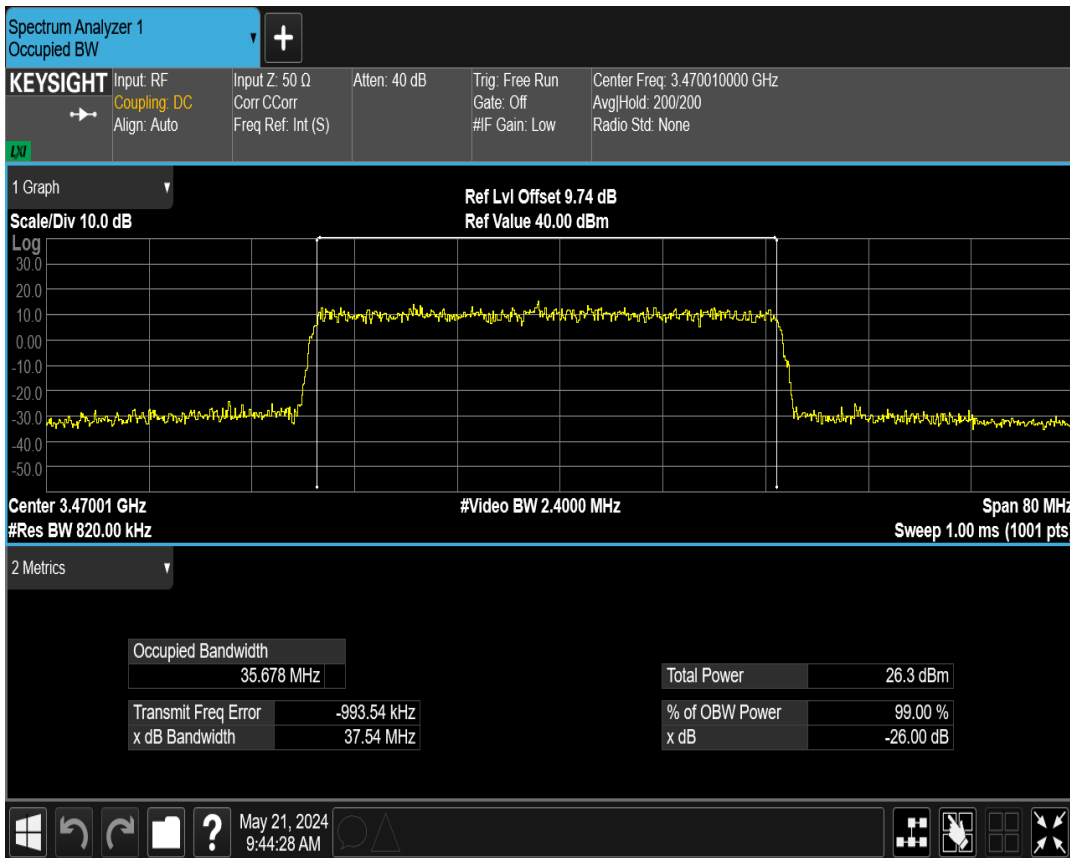 Spectrum Analyzer 1
Occupied BW
KEYSIGHT
LXI
Input: RF
Coupling: DC
Align: Auto
Input Z: 50 Ω
Corr CCorr
Freq Ref: Int (S)
Atten: 40 dB
Trig: Free Run
Gate: Off
#IF Gain: Low
Center Freq: 3.470010000 GHz
Avg|Hold: 200/200
Radio Std: None
1 Graph
Scale/Div 10.0 dB
Ref Lvl Offset 9.74 dB
Ref Value 40.00 dBm
Log
30.0
20.0
10.0
0.00
-10.0
-20.0
-30.0
-40.0
-50.0
Center 3.47001 GHz
#Res BW 820.00 kHz
#Video BW 2.4000 MHz
Span 80 MHz
Sweep 1.00 ms (1001 pts)
2 Metrics
Occupied Bandwidth
35.678 MHz
Transmit Freq Error -993.54 kHz
x dB Bandwidth 37.54 MHz
Total Power 26.3 dBm
% of OBW Power 99.00 %
x dB -26.00 dB
?
May 21, 2024
9:44:28 AM